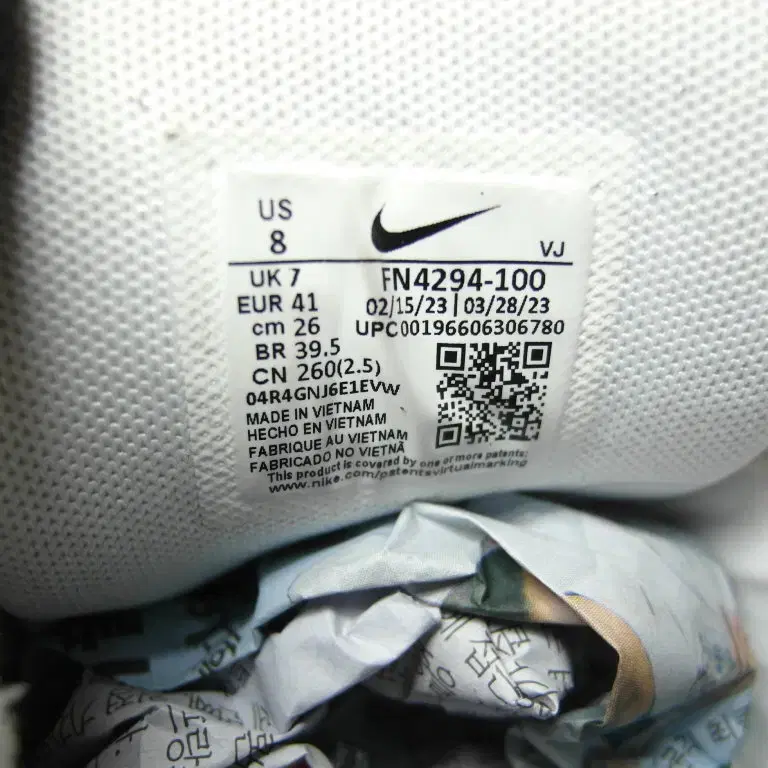 US
8
VJ
UK 7
FN4294-100
EUR 41
02/15/23 | 03/28/23
cm 26
UPC00196606306780
BR 39.5
CN 260(2.5)
04R4GNJ6E1EVW
MADE IN VIETNAM
HECHO EN VIETNAM
FABRIQUE AU VIETNAM
FABRICADO NO VIETNÃ
This product is covered by one or more patents:
www.nike.com/patentsvirtualmarking